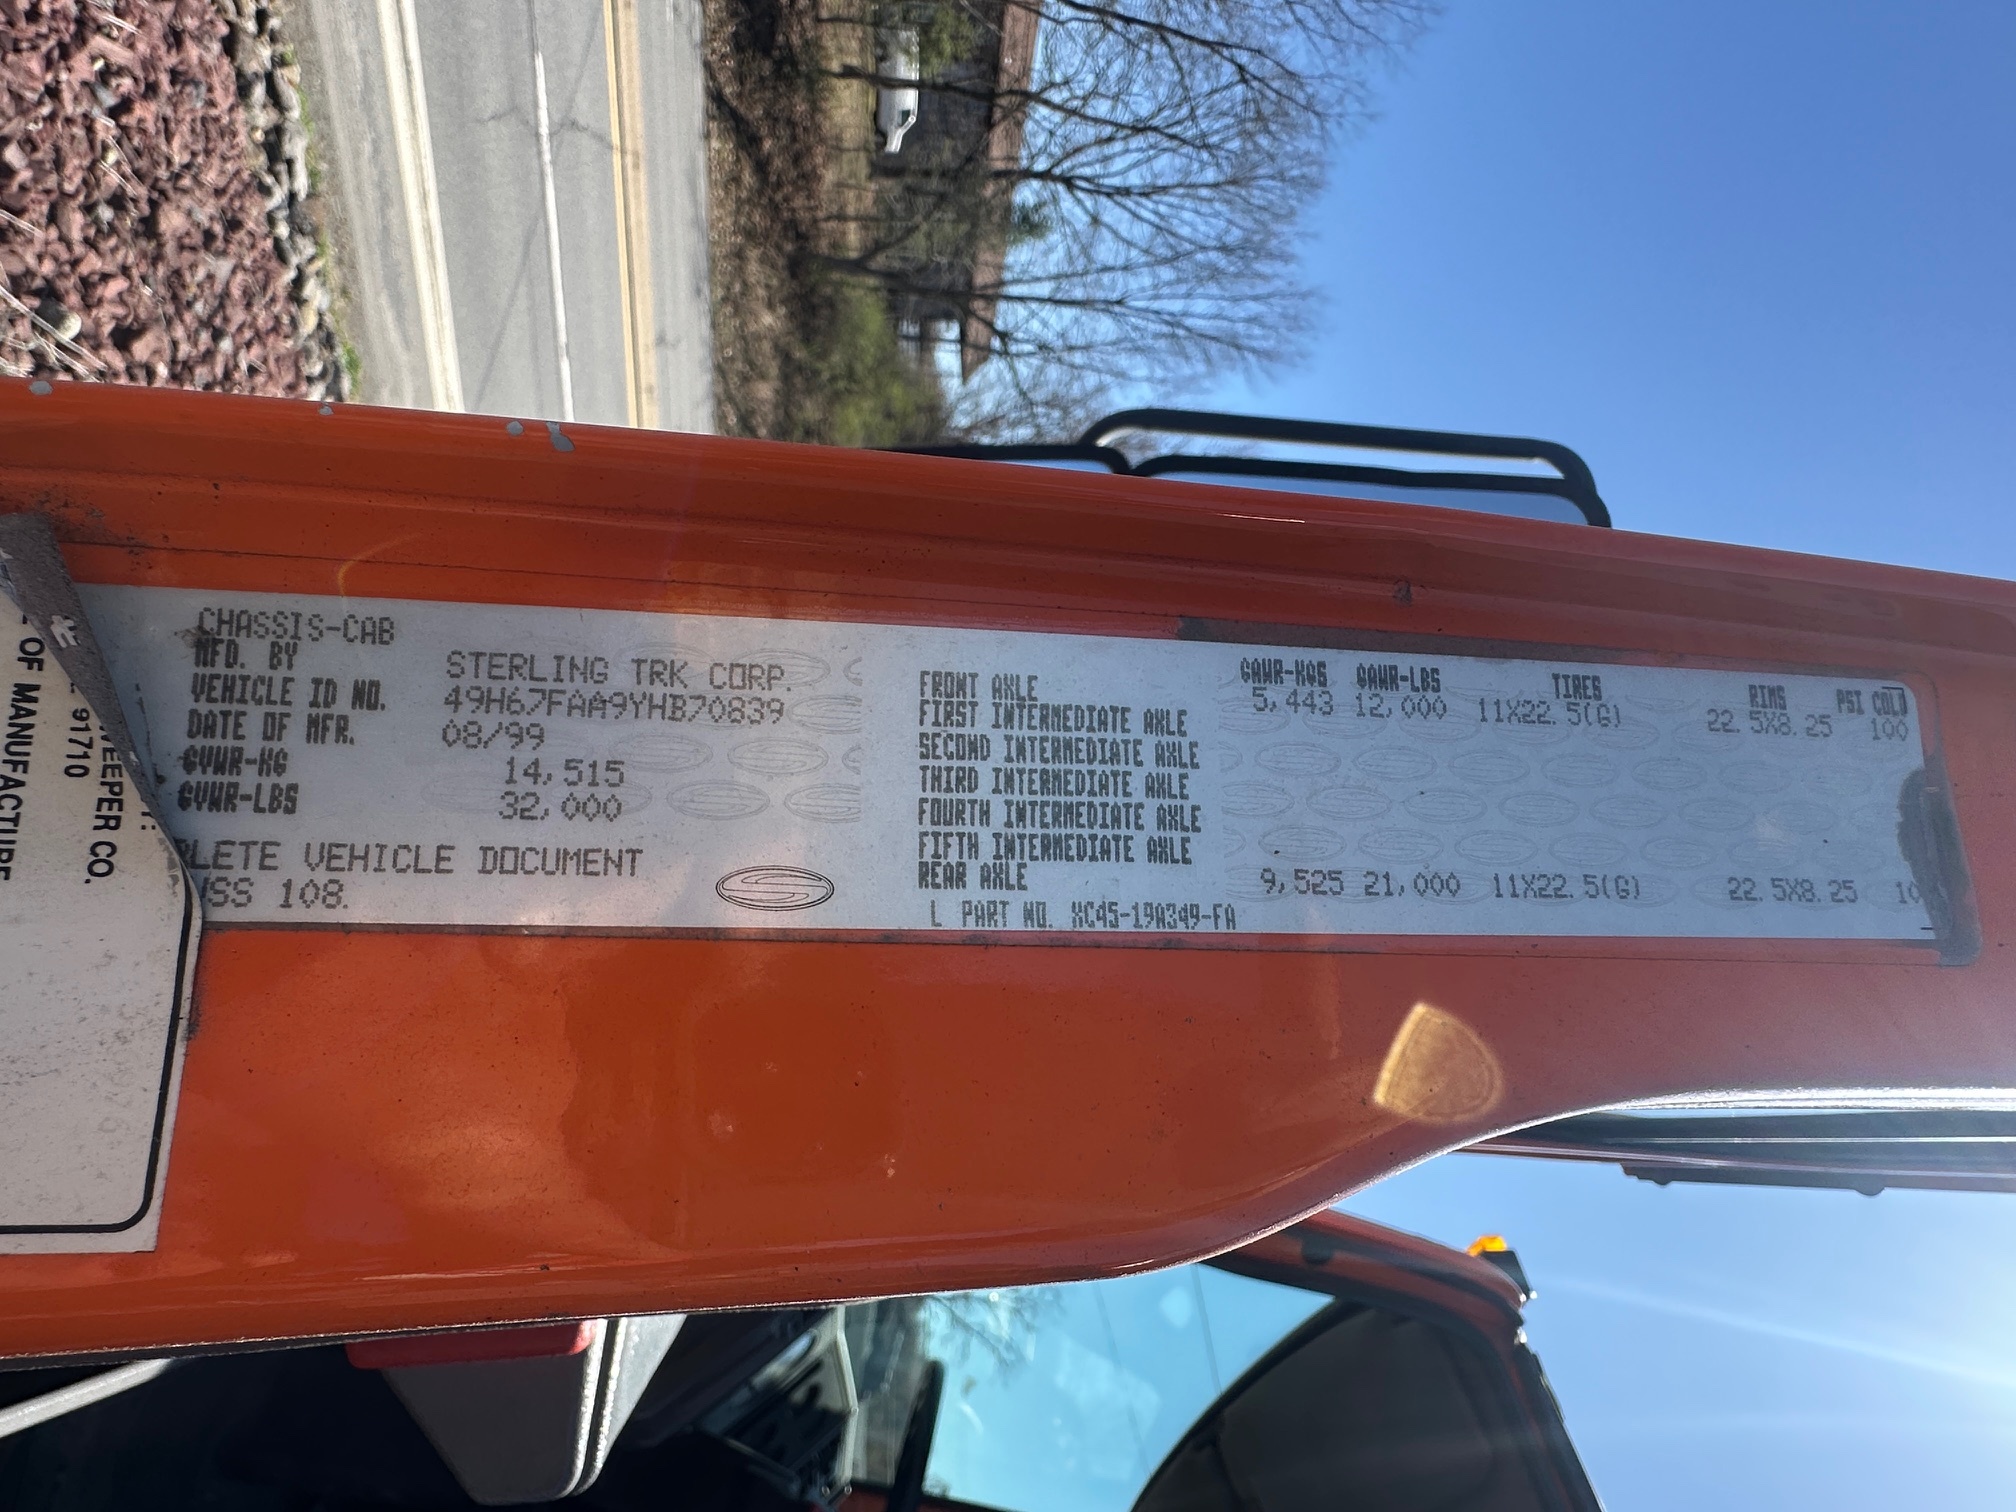 CHASSIS-CAB
MFD. BY STERLING TRK CORP.
VEHICLE ID NO. 49H67FAA9YHB70839
DATE OF MFR. 08/99
GVWR-KG 14,515
GVWR-LBS 32,000
PLETE VEHICLE DOCUMENT
VSS 108.
GAWR-KGS GAWR-LBS TIRES RIMS PSI COLD
FRONT AXLE 5,443 12,000 11X22.5(G) 22.5X8.25 100
FIRST INTERMEDIATE AXLE
SECOND INTERMEDIATE AXLE
THIRD INTERMEDIATE AXLE
FOURTH INTERMEDIATE AXLE
FIFTH INTERMEDIATE AXLE
REAR AXLE 9,525 21,000 11X22.5(G) 22.5X8.25 10
L PART NO. XC45-19A349-FA
WEEPER CO.
91710
OF MANUFACTURE